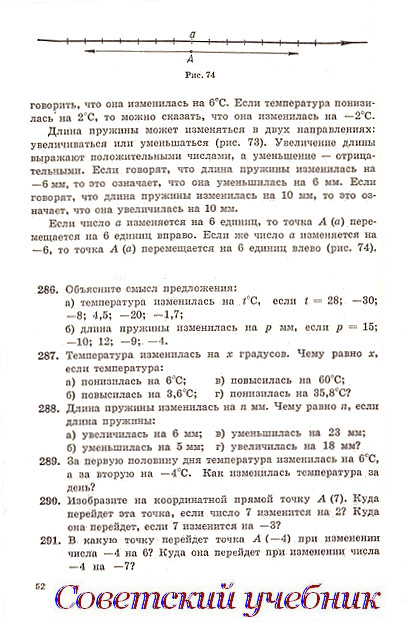 a
A
Рис. 74
говорить, что она изменилась на 6°С. Если температура понизи-
лась на 2°С, то можно сказать, что она изменилась на —2°С.
Длина пружины может изменяться в двух направлениях:
увеличиваться или уменьшаться (рис. 73). Увеличение длины
выражают положительными числами, а уменьшение — отрица-
тельными. Если говорят, что длина пружины изменилась на
—6 мм, то это означает, что она уменьшилась на 6 мм. Если
говорят, что длина пружины изменилась на 10 мм, то это оз-
начает, что она увеличилась на 10 мм.
Если число а изменяется на 6 единиц, то точка A (a) пере-
мещается на 6 единиц вправо. Если же число а изменяется на
—6, то точка A (a) перемещается на 6 единиц влево (рис. 74).
286. Объясните смысл предложения:
а) температура изменилась на t°С, если t = 28; —30;
—8; 4,5; —20; —1,7;
б) длина пружины изменилась на p мм, если p = 15;
—10; 12; —9; —4.
287. Температура изменилась на x градусов. Чему равно x,
если температура:
а) понизилась на 6°С; в) повысилась на 60°С;
б) повысилась на 3,6°С; г) понизилась на 35,8°С?
288. Длина пружины изменилась на n мм. Чему равно n, если
длина пружины:
а) увеличилась на 6 мм; в) уменьшилась на 23 мм;
б) уменьшилась на 5 мм; г) увеличилась на 18 мм?
289. За первую половину дня температура изменилась на 6°С,
а за вторую на —4°С. Как изменилась температура за
день?
290. Изобразите на координатной прямой точку A (7). Куда
перейдет эта точка, если число 7 изменится на 2? Куда
она перейдет, если 7 изменится на —3?
291. В какую точку перейдет точка A (—4) при изменении
числа —4 на 6? Куда она перейдет при изменении числа
—4 на —7?
52
Советский учебник